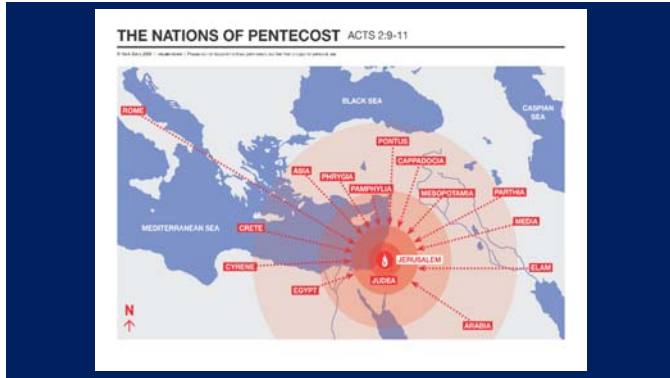 THE NATIONS OF PENTECOST ACTS 2:9-11
BLACK SEA
CASPIAN
SEA
ROME
PONTUS
CAPPADOCIA
ASIA
PHRYGIA
PAMPHYLIA
MESOPOTAMIA
PARTHIA
MEDITERRANEAN SEA
CRETE
MEDIA
JERUSALEM
CYRENE
ELAM
JUDEA
EGYPT
N
ARABIA